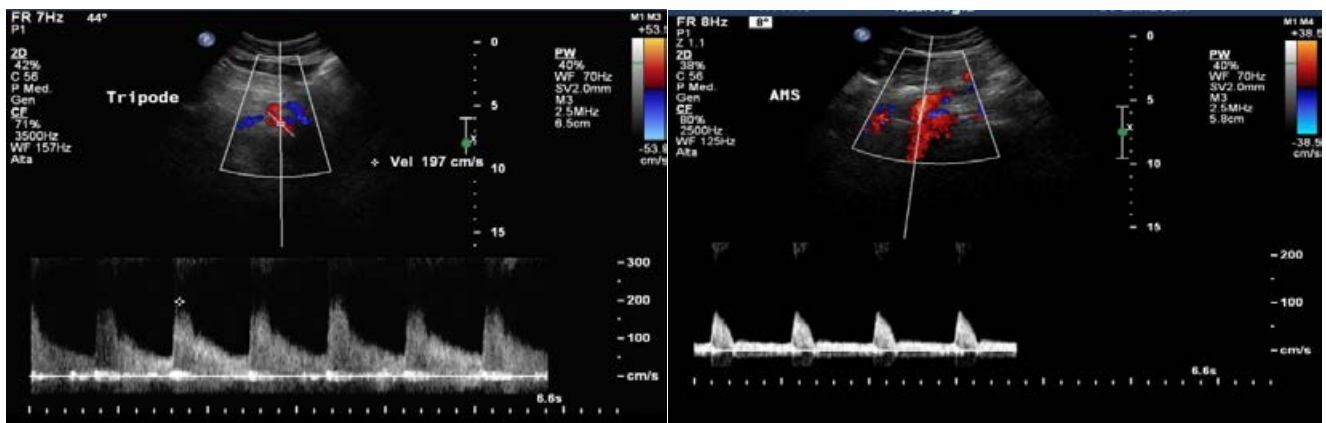 FR 7Hz 44°
P1
2D
42%
C 56
P Med.
Gen
CF
71%
3500Hz
WF 157Hz
Alta
Tripode
M1 M3
+53.
-53.8
cm/s
PW
40%
WF 70Hz
SV2.0mm
M3
2.5MHz
6.5cm
0
5
10
15
x
Vel 197 cm/s
300
200
100
cm/s
6.6s
FR 8Hz 8°
P1
Z 1.1
2D
38%
C 56
P Med.
Gen
CF
80%
2500Hz
WF 125Hz
Alta
AMS
M1 M4
+38.5
-38.5
cm/s
PW
40%
WF 70Hz
SV2.0mm
M3
2.5MHz
5.8cm
0
5
10
15
x
200
100
cm/s
6.6s